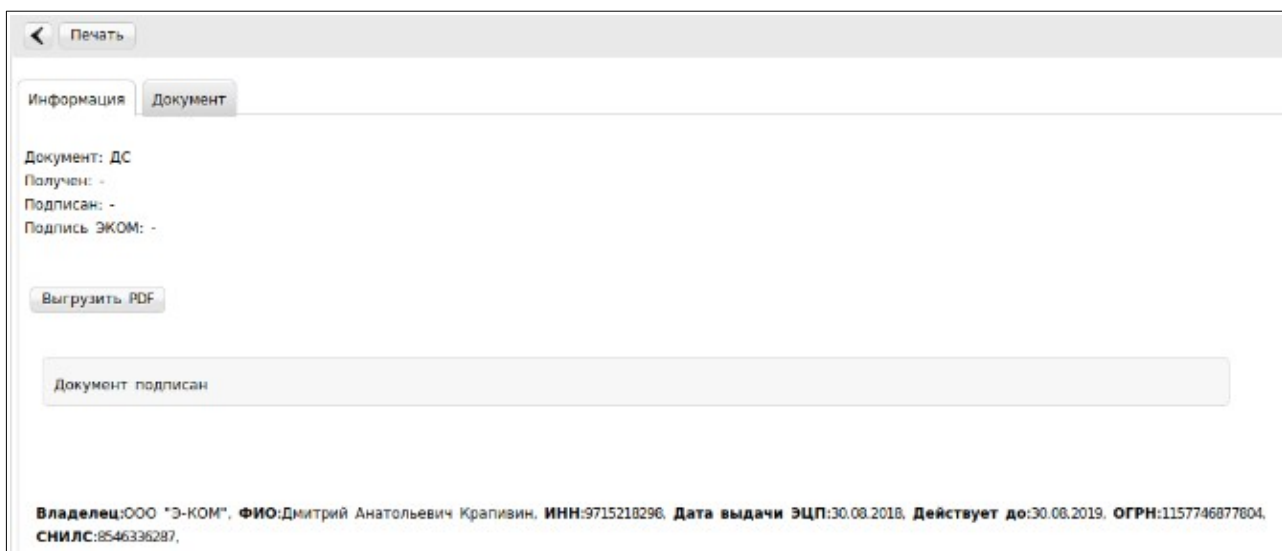 Печать
Информация Документ
Документ: ДС
Получен: -
Подписан: -
Подпись ЭКОМ: -
Выгрузить PDF
Документ подписан
Владелец:ООО "Э-КОМ", ФИО:Дмитрий Анатольевич Крапивин, ИНН:9715218298, Дата выдачи ЭЦП:30.08.2018, Действует до:30.08.2019, ОГРН:1157746877804,
СНИЛС:8546336287,